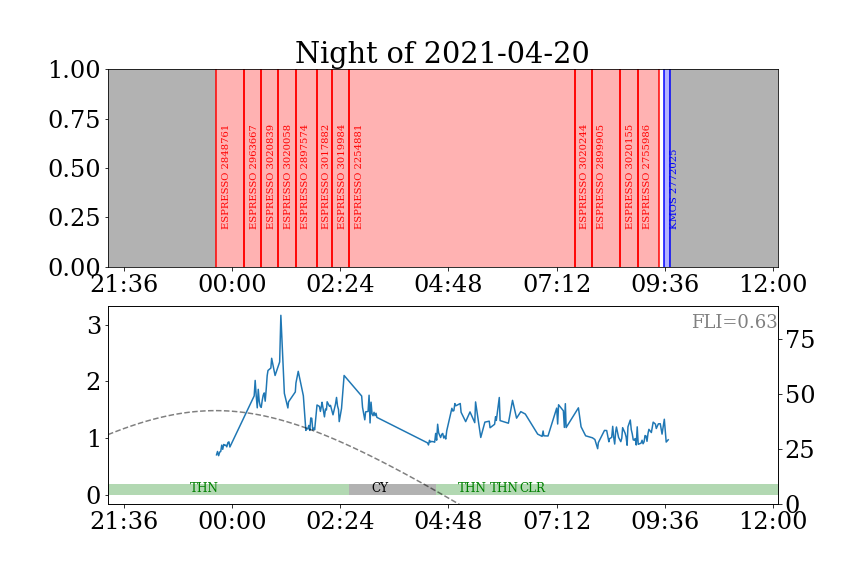 Night of 2021-04-20
1.00
0.75
0.50
0.25
0.00
ESPRESSO 2848761
ESPRESSO 2963667
ESPRESSO 3020839
ESPRESSO 3020058
ESPRESSO 2897574
ESPRESSO 3017882
ESPRESSO 3019984
ESPRESSO 2254881
ESPRESSO 3020244
ESPRESSO 2899905
ESPRESSO 3020155
ESPRESSO 2755986
KMOS 2772025
21:36 00:00 02:24 04:48 07:12 09:36 12:00
FLI=0.63
3
2
1
0
75
50
25
0
THN CY THN THN CLR
21:36 00:00 02:24 04:48 07:12 09:36 12:00